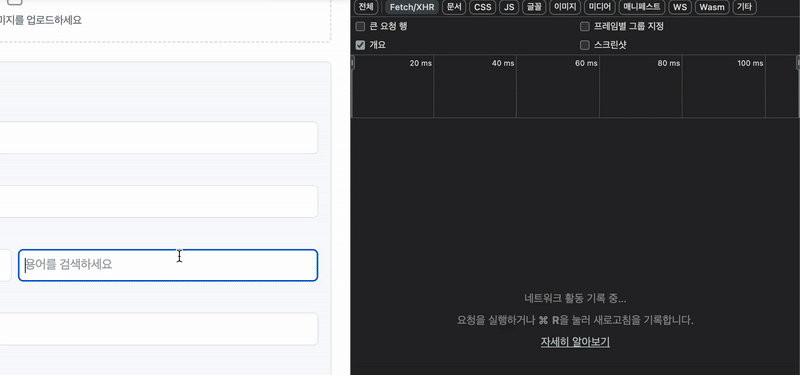 미지를 업로드하세요
용어를 검색하세요
전체 Fetch/XHR 문서 CSS JS 글꼴 이미지 미디어 매니페스트 WS Wasm 기타
큰 요청 행 프레임별 그룹 지정
개요 스크린샷
20 ms 40 ms 60 ms 80 ms 100 ms
네트워크 활동 기록 중...
요청을 실행하거나 ⌘ R을 눌러 새로고침을 기록합니다.
자세히 알아보기